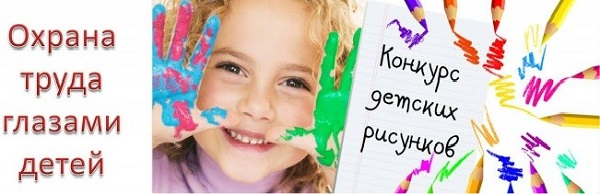 Охрана
труда
глазами
детей
Конкурс
детских
рисунков